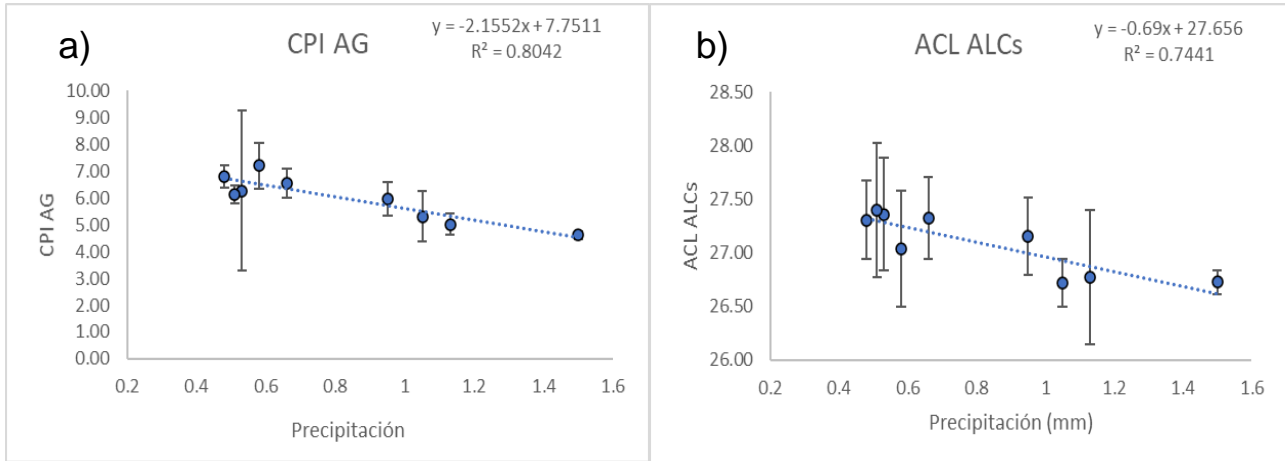 a)
CPI AG
y = -2.1552x + 7.7511
R² = 0.8042
CPI AG
10.00
9.00
8.00
7.00
6.00
5.00
4.00
3.00
2.00
1.00
0.00
0.2 0.4 0.6 0.8 1 1.2 1.4 1.6
Precipitación
b)
ACL ALCs
y = -0.69x + 27.656
R² = 0.7441
ACL ALCs
28.50
28.00
27.50
27.00
26.50
26.00
0.2 0.4 0.6 0.8 1 1.2 1.4 1.6
Precipitación (mm)